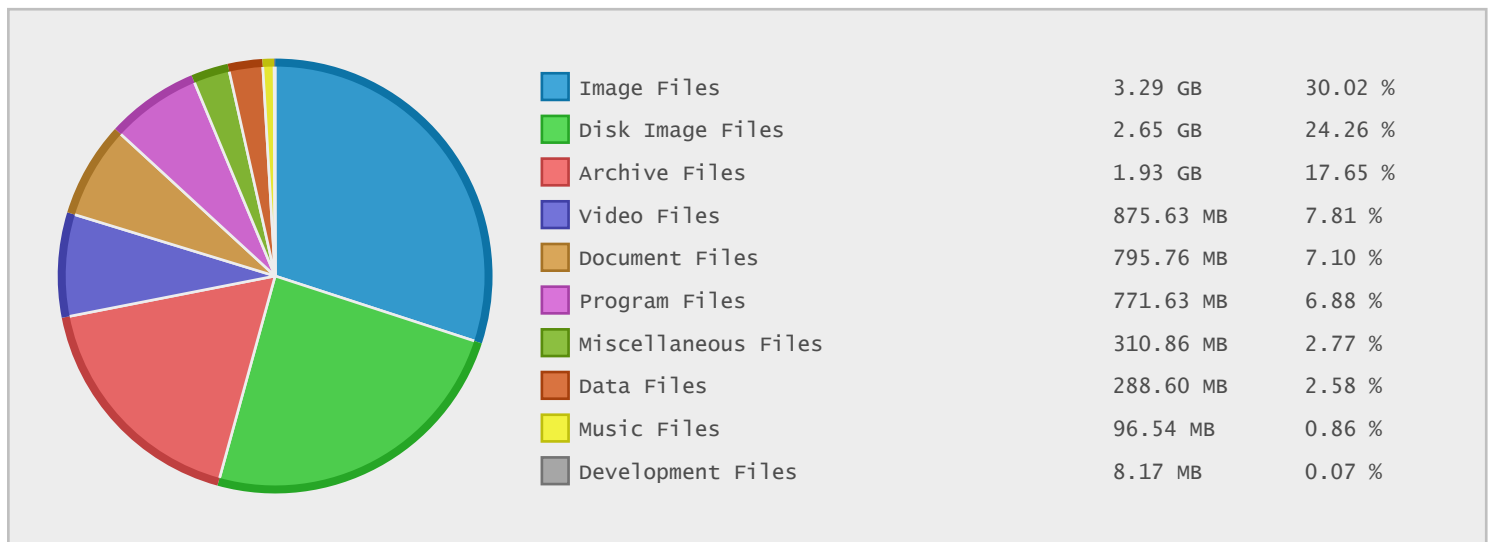 Image Files 3.29 GB 30.02 %
Disk Image Files 2.65 GB 24.26 %
Archive Files 1.93 GB 17.65 %
Video Files 875.63 MB 7.81 %
Document Files 795.76 MB 7.10 %
Program Files 771.63 MB 6.88 %
Miscellaneous Files 310.86 MB 2.77 %
Data Files 288.60 MB 2.58 %
Music Files 96.54 MB 0.86 %
Development Files 8.17 MB 0.07 %